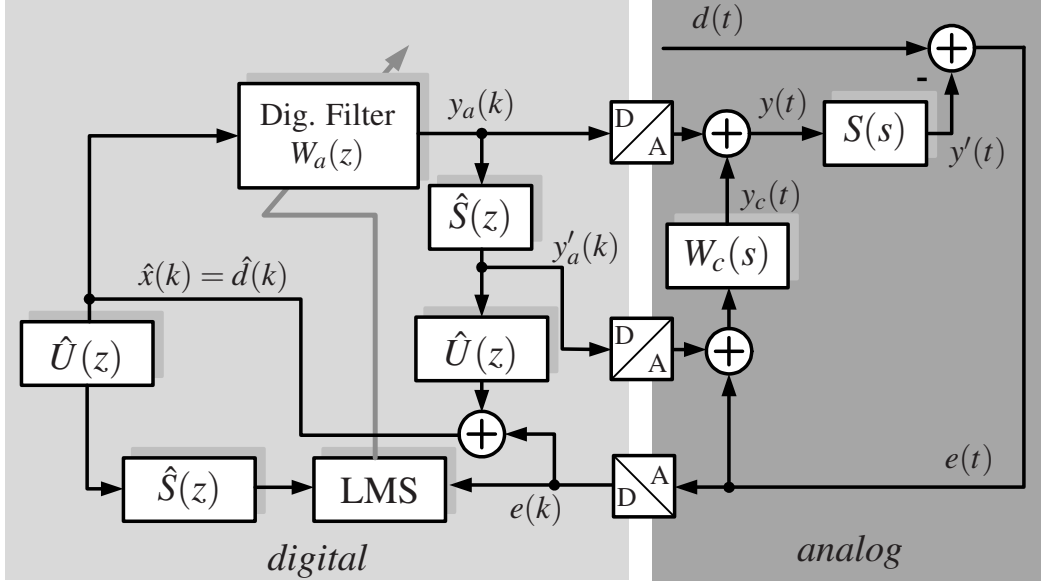 d(t)
+
-
Dig. Filter
W_a(z)
y_a(k)
D
A
+
y(t)
S(s)
y'(t)
Ŝ(z)
y_c(t)
y'_a(k)
W_c(s)
x̂(k) = d̂(k)
Û(z)
Û(z)
D
A
+
+
Ŝ(z)
LMS
e(k)
A
D
e(t)
digital
analog